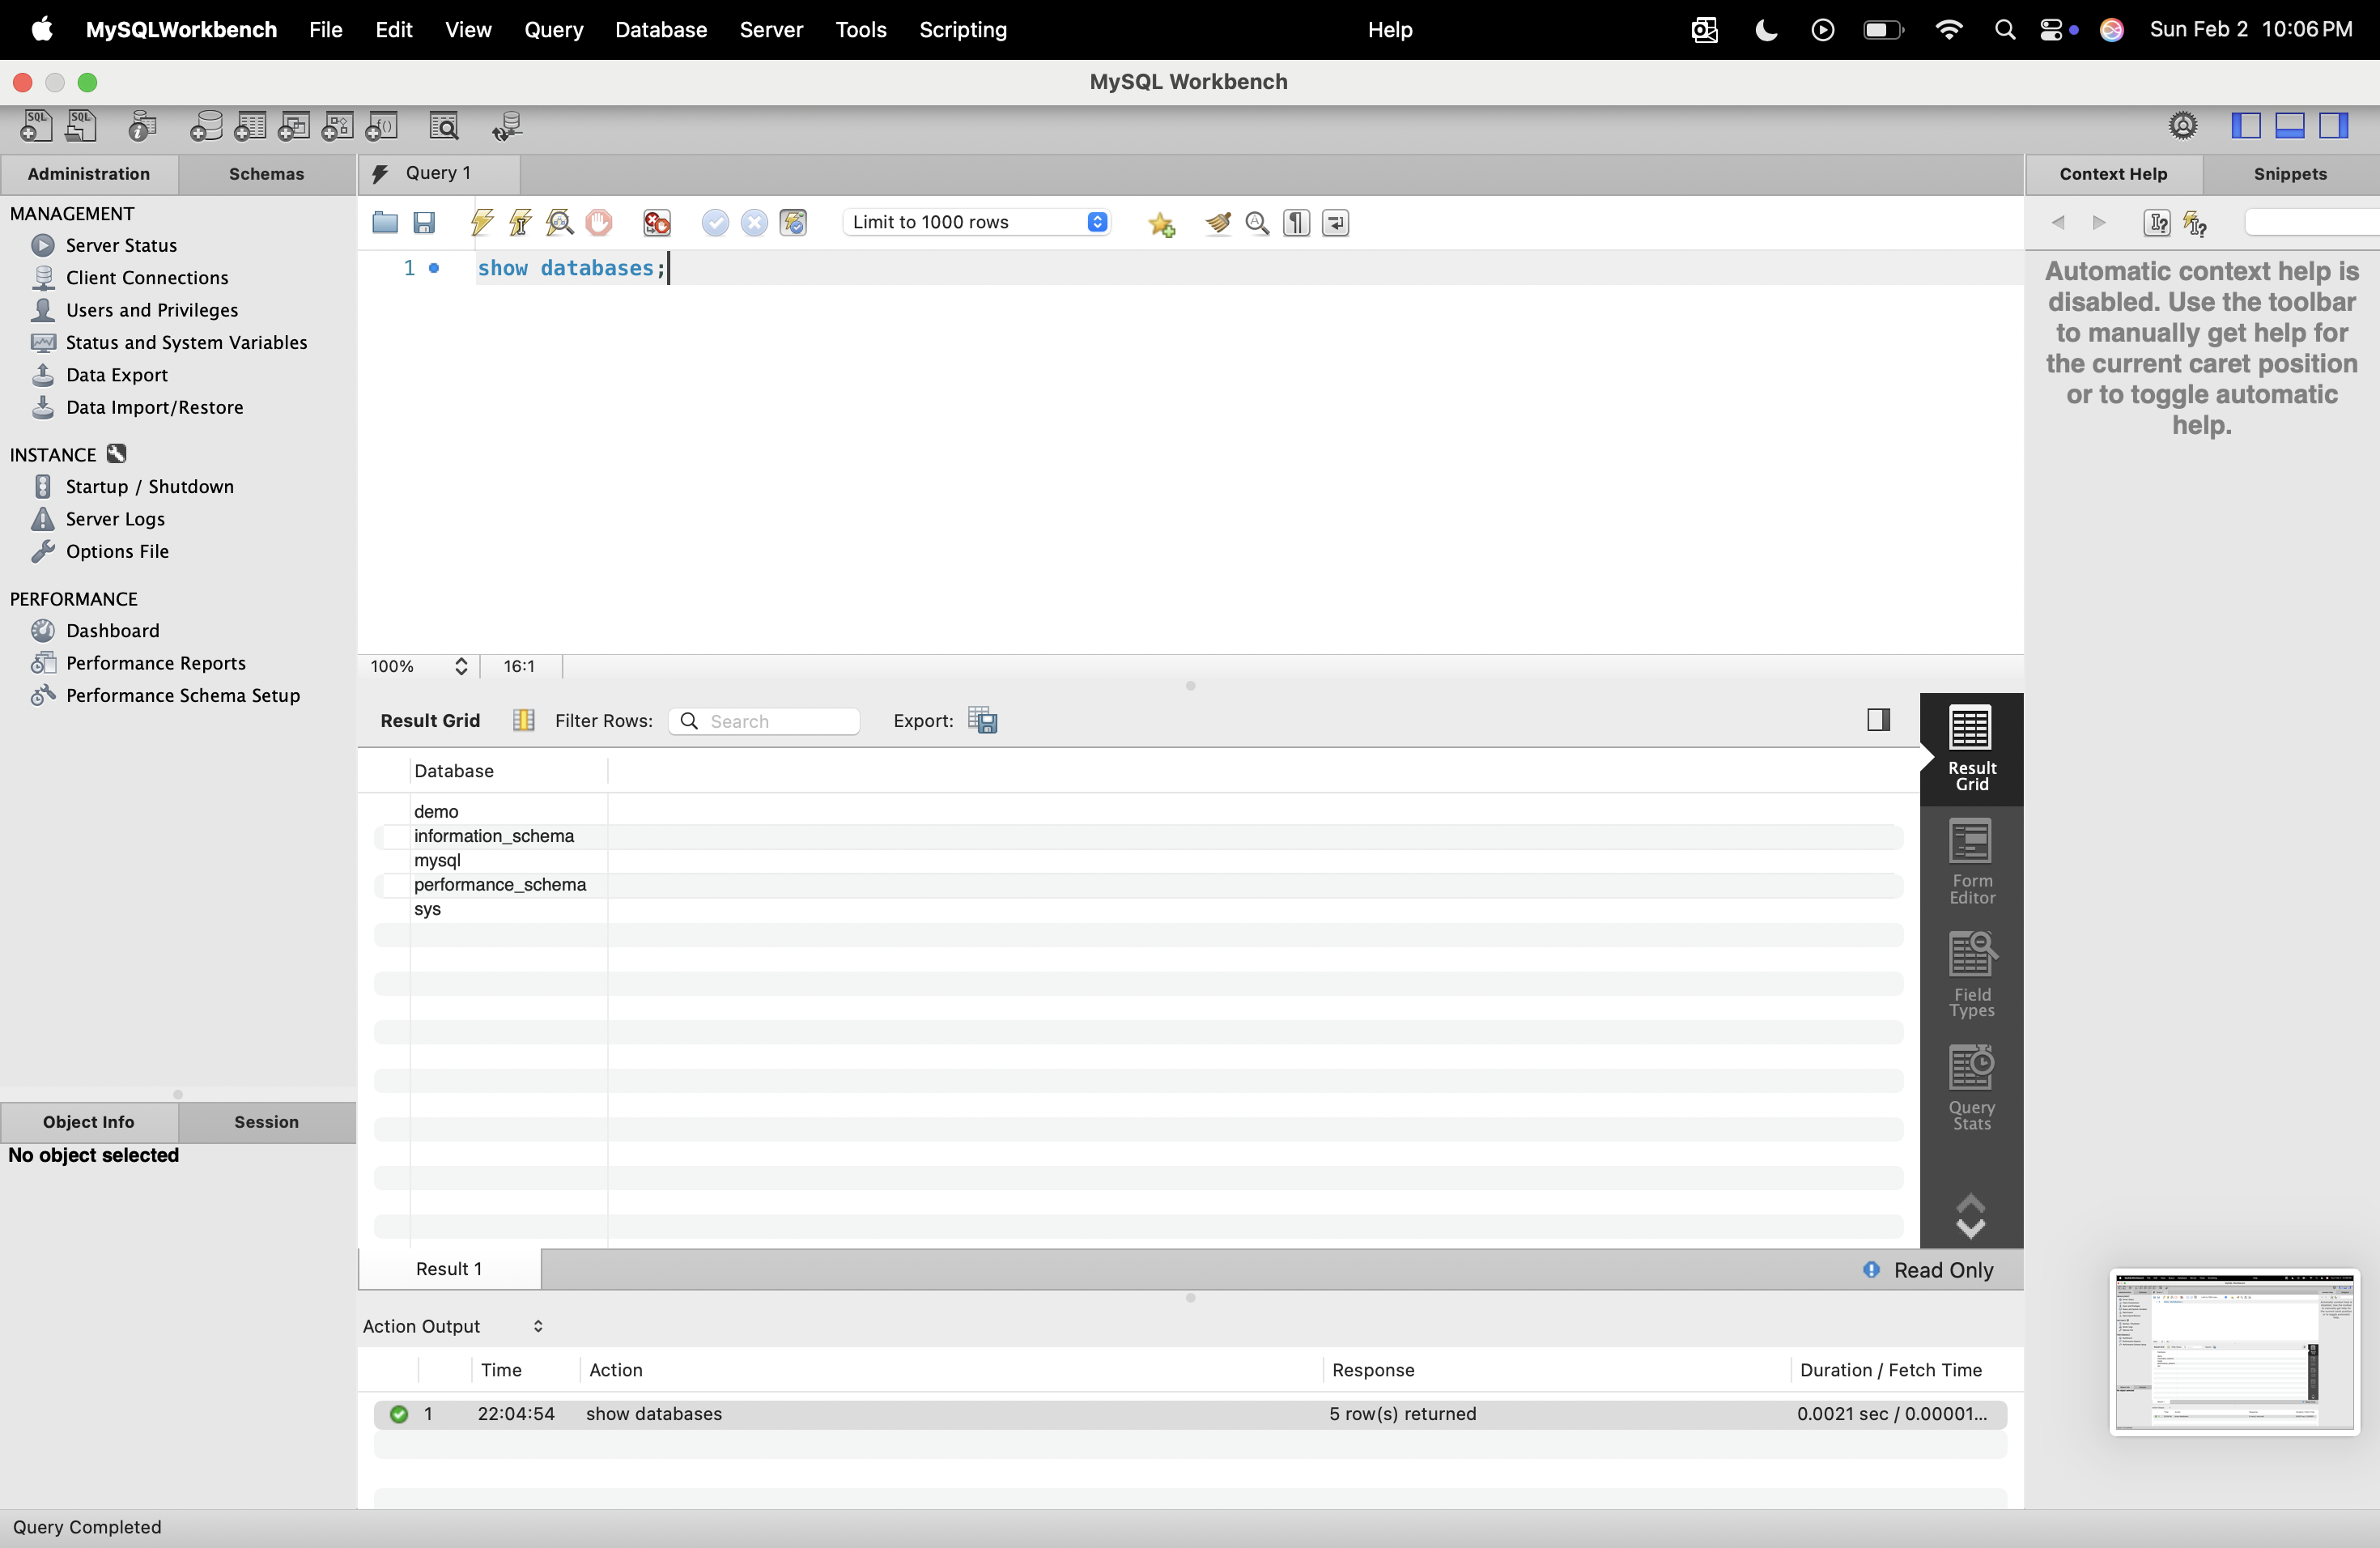 MySQLWorkbench File Edit View Query Database Server Tools Scripting Help Sun Feb 2 10:06 PM
MySQL Workbench
Administration Schemas
Query 1
Context Help Snippets
MANAGEMENT
Server Status
Client Connections
Users and Privileges
Status and System Variables
Data Export
Data Import/Restore
INSTANCE
Startup / Shutdown
Server Logs
Options File
PERFORMANCE
Dashboard
Performance Reports
Performance Schema Setup
Limit to 1000 rows
1 show databases;
Automatic context help is
disabled. Use the toolbar
to manually get help for
the current caret position
or to toggle automatic
help.
100% 16:1
Result Grid Filter Rows: Search Export:
Database
demo
information_schema
mysql
performance_schema
sys
Result
Grid
Form
Editor
Field
Types
Query
Stats
Object Info Session
No object selected
Result 1 Read Only
Action Output
Time Action Response Duration / Fetch Time
1 22:04:54 show databases 5 row(s) returned 0.0021 sec / 0.00001...
Query Completed